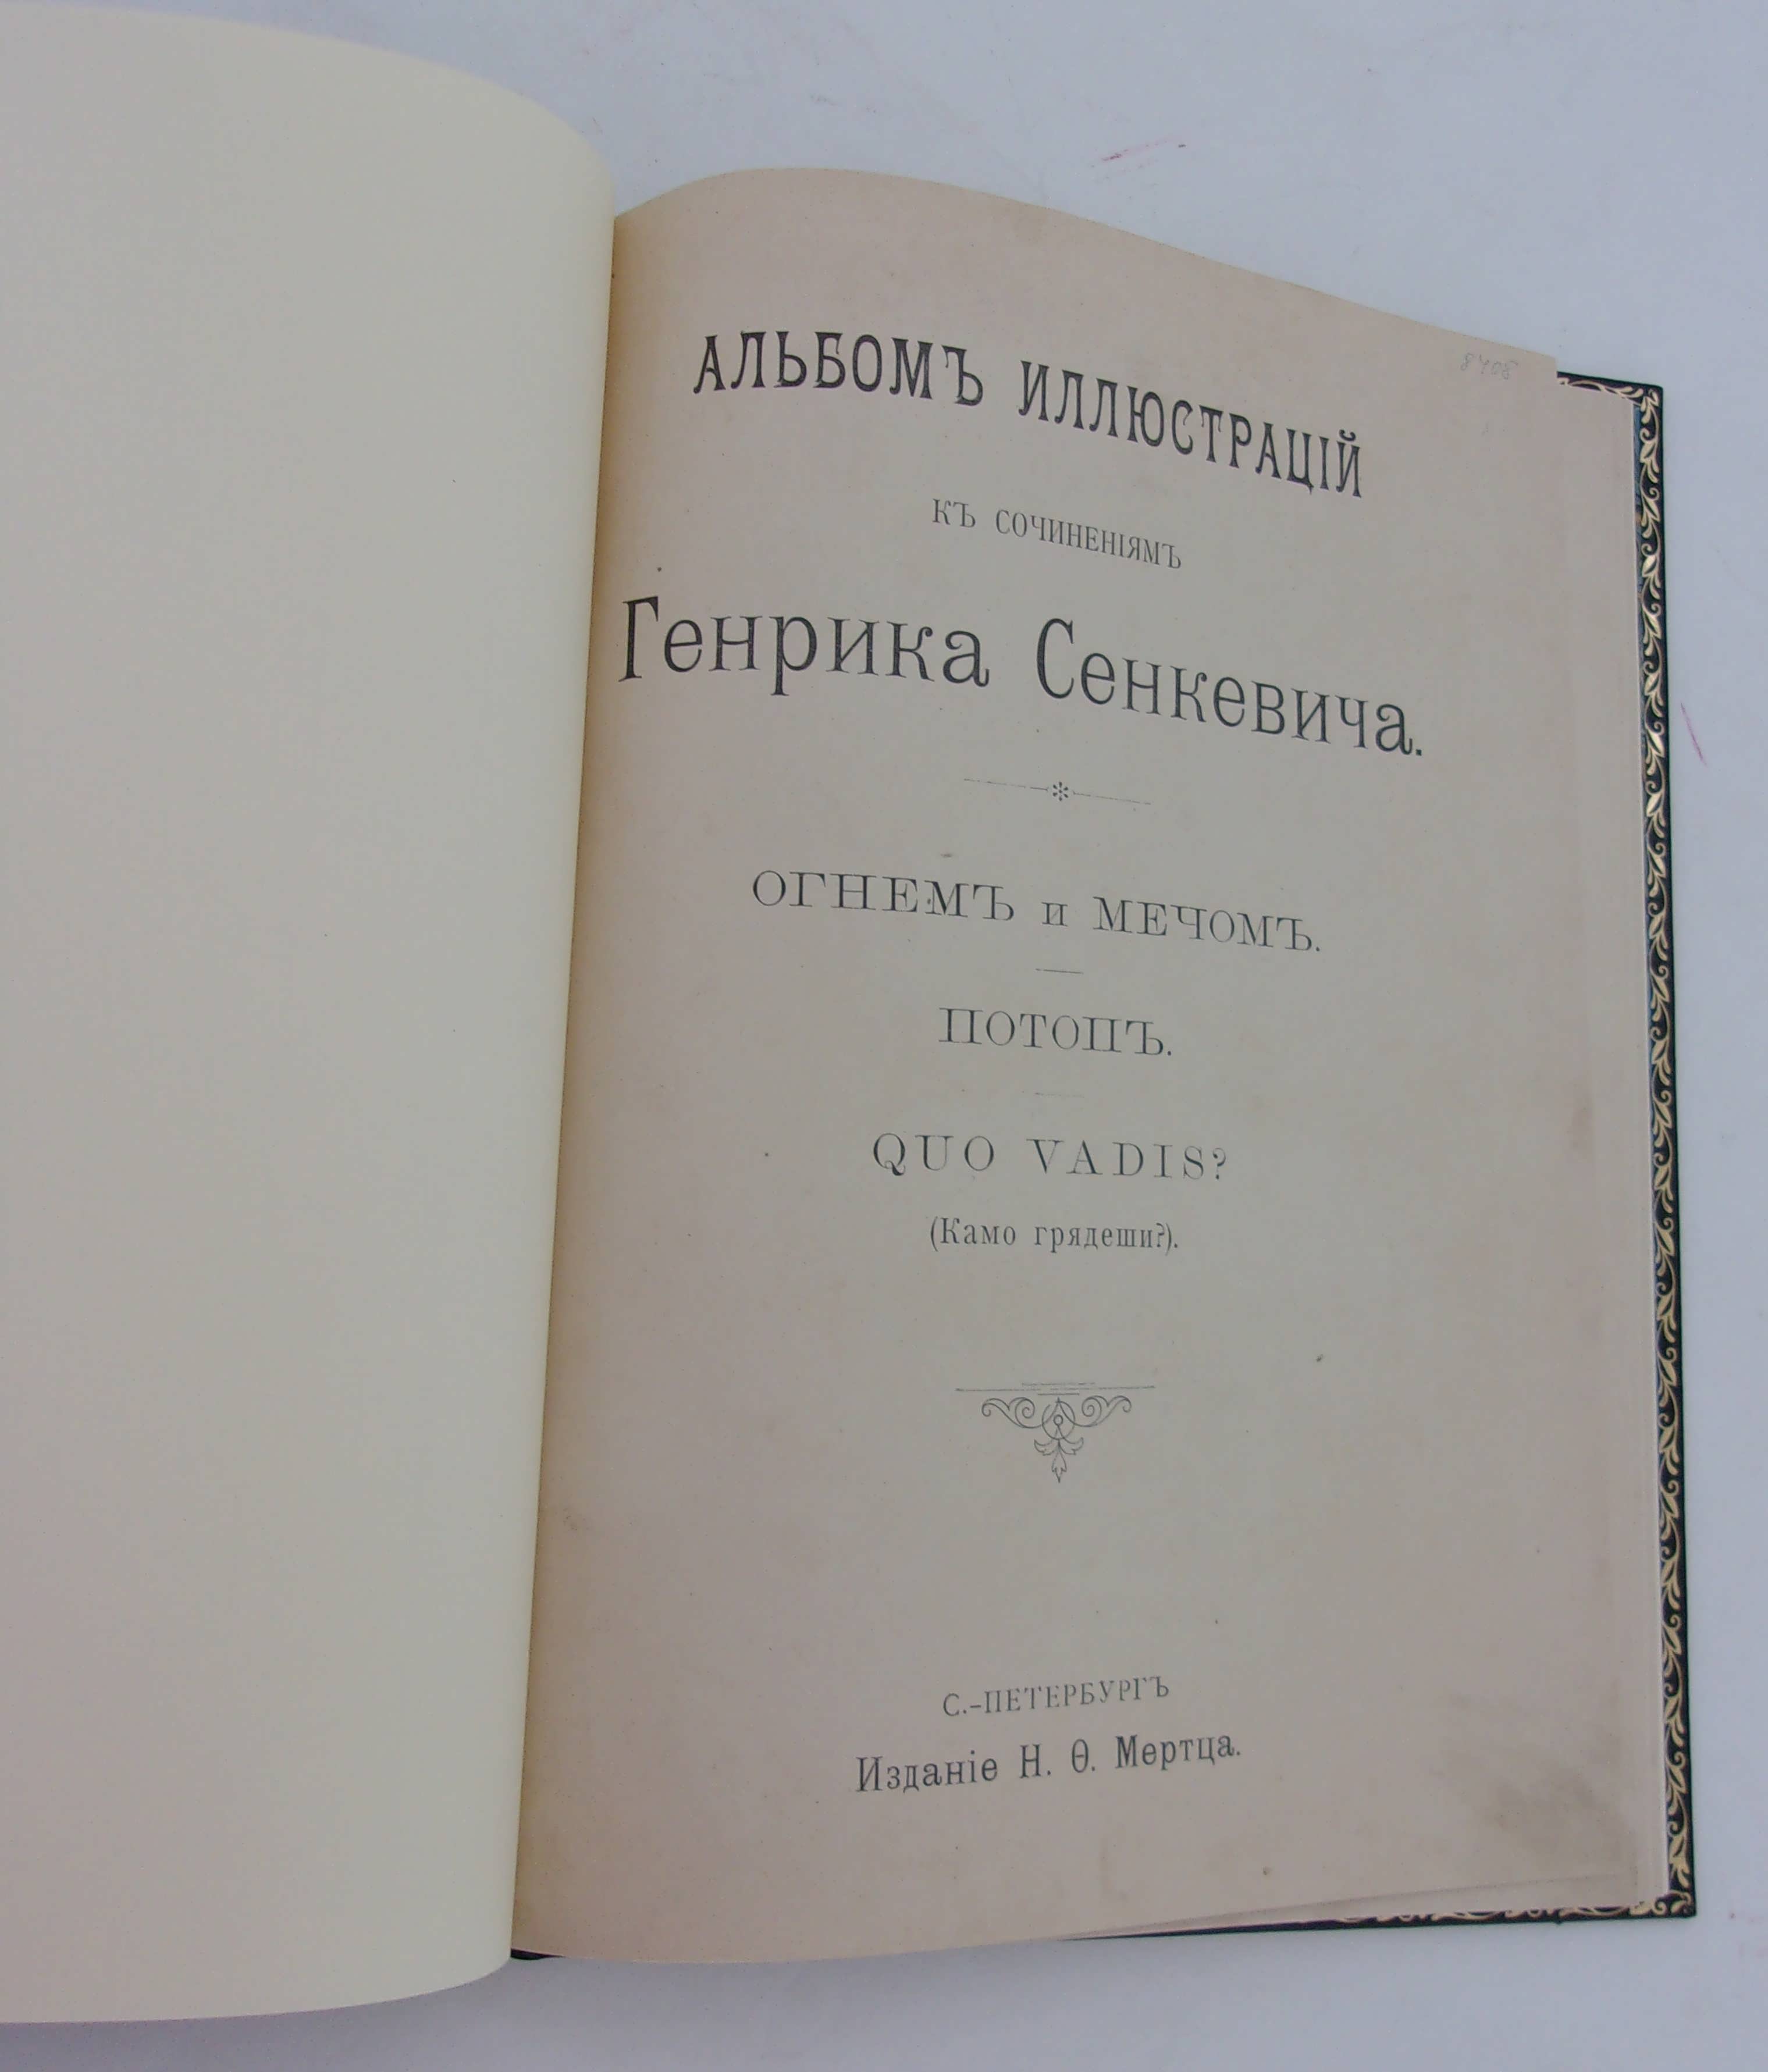 АЛЬБОМЪ ИЛЛЮСТРАЦІЙ
КЪ СОЧИНЕНІЯМЪ
Генрика Сенкевича.
ОГНЕМЪ и МЕЧОМЪ.
ПОТОПЪ.
QUO VADIS?
(Камо грядеши?).
С.-ПЕТЕРБУРГЪ
Изданіе Н. Ѳ. Мертца.